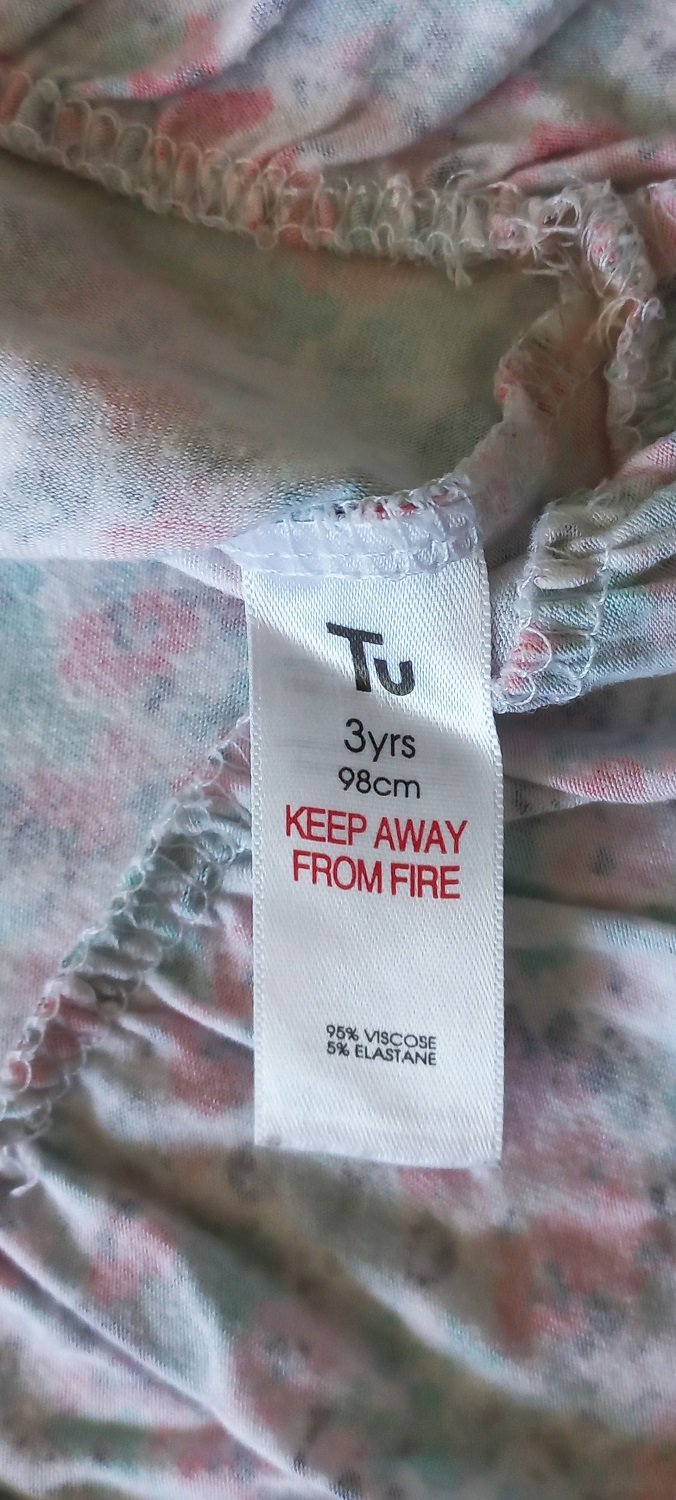 Tu
3yrs
98cm
KEEP AWAY
FROM FIRE
95% VISCOSE
5% ELASTANE